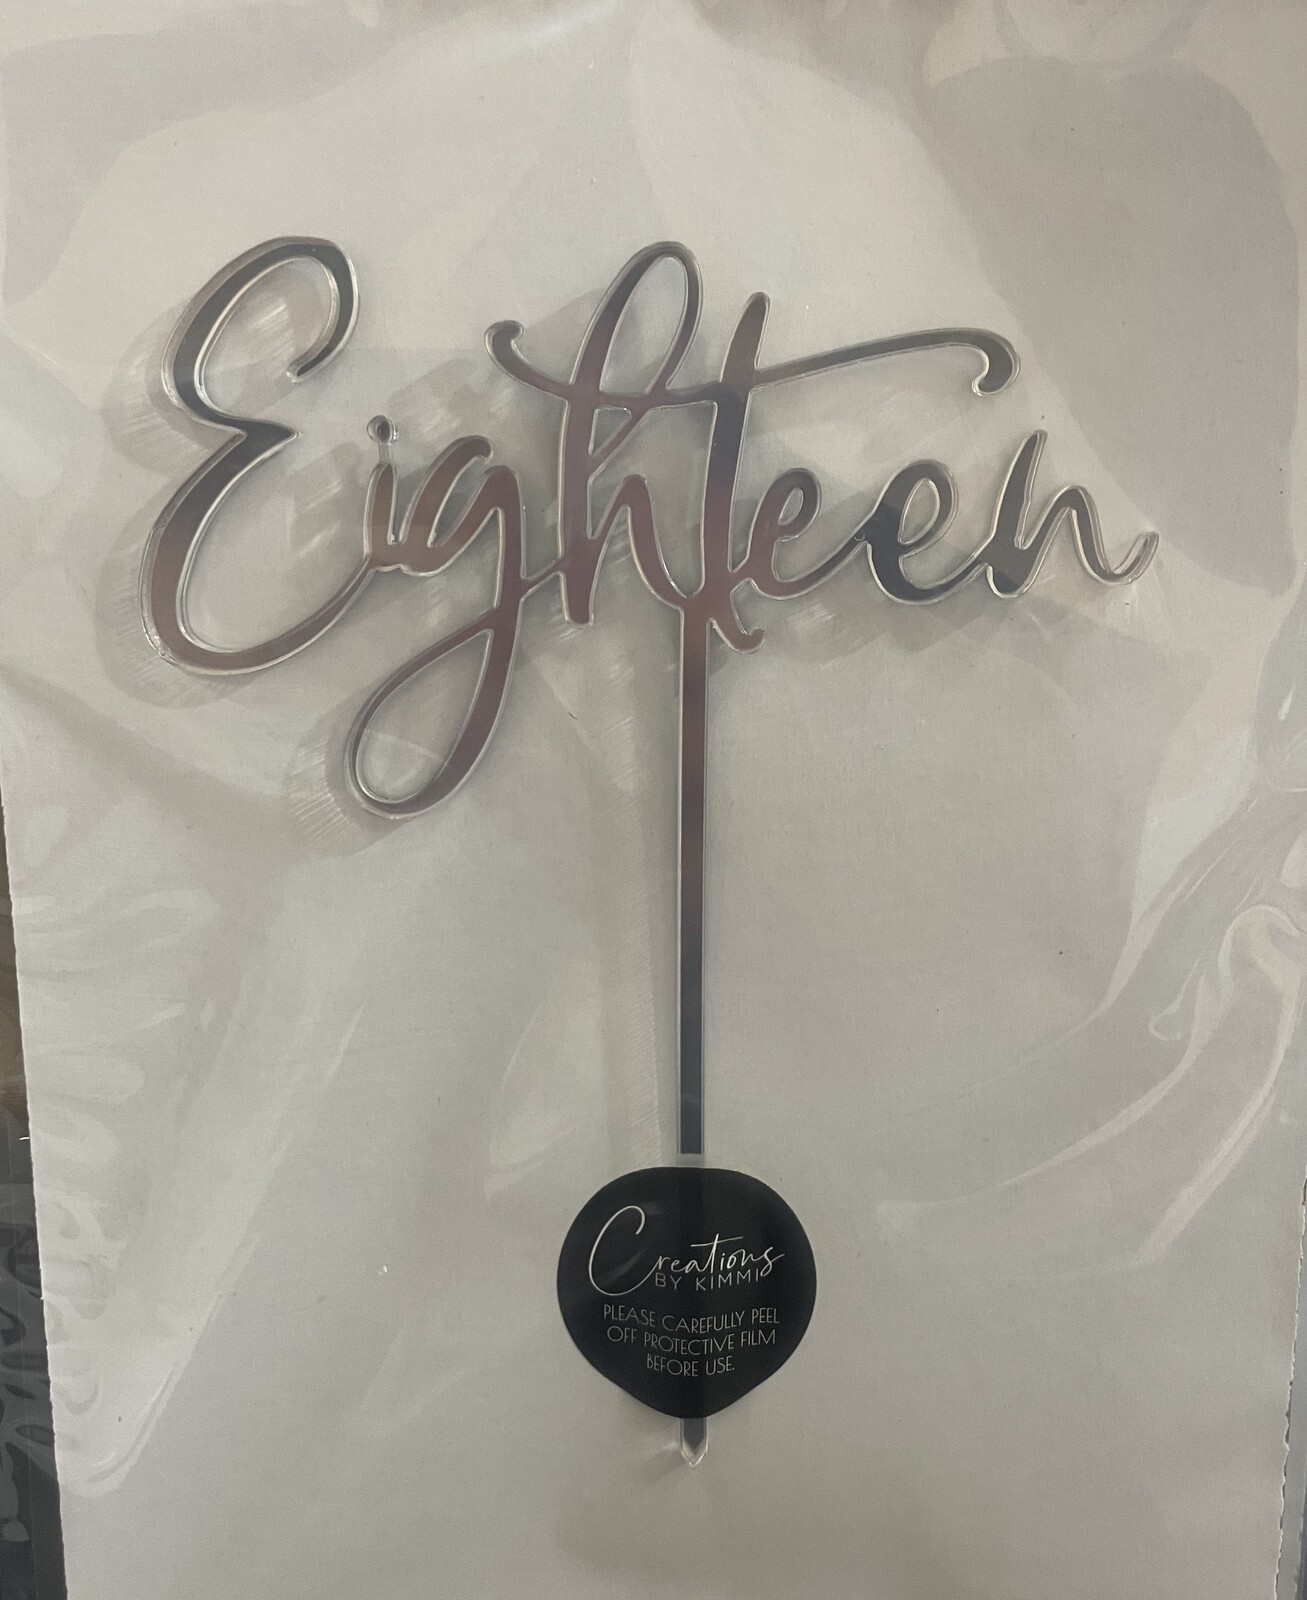 Eighteen
Creations
BY KIMMI
PLEASE CAREFULLY PEEL
OFF PROTECTIVE FILM
BEFORE USE.